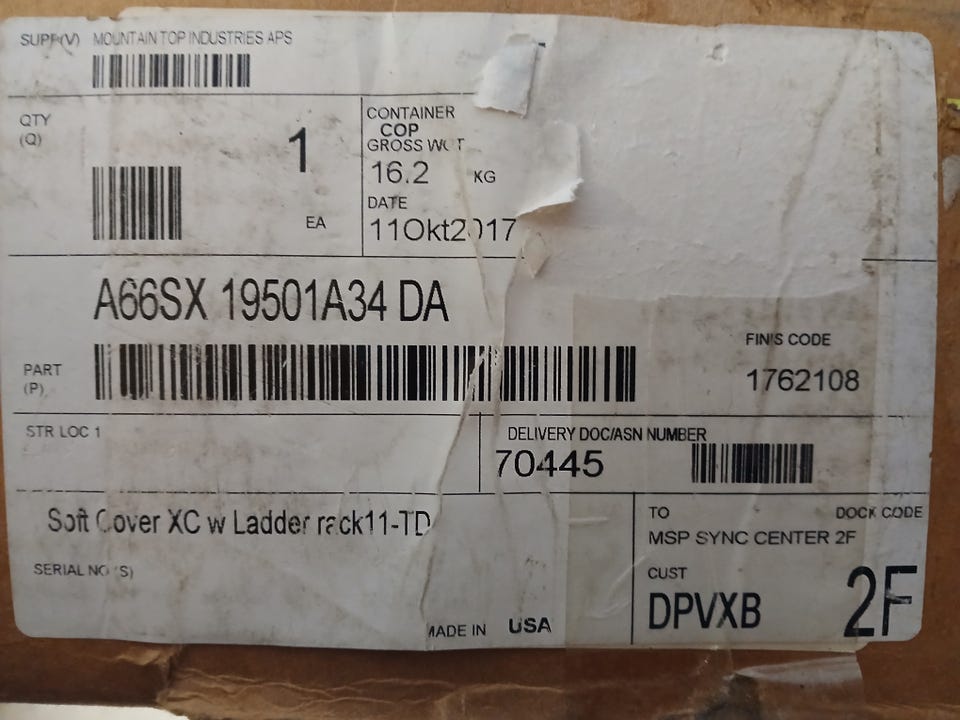 SUPP(V) MOUNTAIN TOP INDUSTRIES APS
QTY
(Q)
1
EA
CONTAINER
COP
GROSS WGT
16.2 KG
DATE
11Okt2017
A66SX 19501A34 DA
PART
(P)
FINIS CODE
1762108
STR LOC 1
DELIVERY DOC/ASN NUMBER
70445
Soft Cover XC w Ladder rack11-TD
SERIAL NO (S)
MADE IN USA
TO
DOCK CODE
MSP SYNC CENTER 2F
CUST
DPVXB
2F